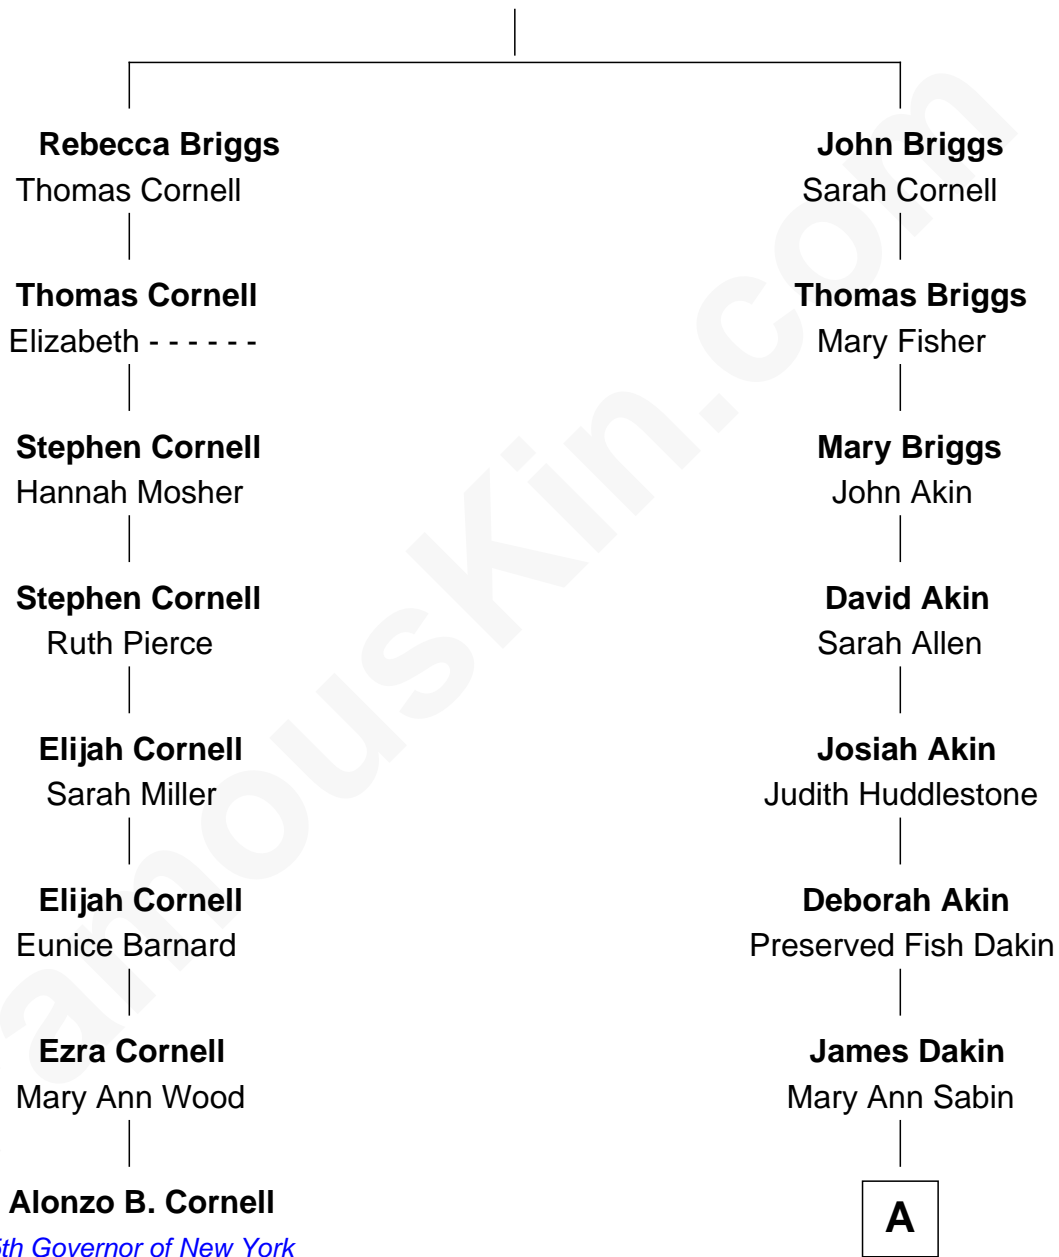 Rebecca Briggs
Thomas Cornell
Thomas Cornell
Elizabeth - - - - - -
Stephen Cornell
Hannah Mosher
Stephen Cornell
Ruth Pierce
Elijah Cornell
Sarah Miller
Elijah Cornell
Eunice Barnard
Ezra Cornell
Mary Ann Wood
Alonzo B. Cornell
5th Governor of New York
John Briggs
Sarah Cornell
Thomas Briggs
Mary Fisher
Mary Briggs
John Akin
David Akin
Sarah Allen
Josiah Akin
Judith Huddlestone
Deborah Akin
Preserved Fish Dakin
James Dakin
Mary Ann Sabin
A
amouskin.com